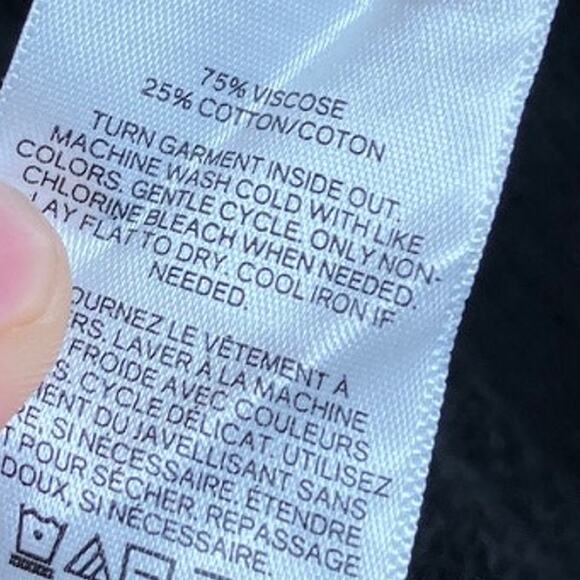 75% VISCOSE
25% COTTON/COTON
TURN GARMENT INSIDE OUT.
MACHINE WASH COLD WITH LIKE
COLORS. GENTLE CYCLE. ONLY NON-
CHLORINE BLEACH WHEN NEEDED.
LAY FLAT TO DRY. COOL IRON IF
NEEDED.
OURNEZ LE VÊTEMENT À
RS. LAVER À LA MACHINE
FROIDE AVEC COULEURS
S. CYCLE DÉLICAT. UTILISEZ
ENT DU JAVELLISANT SANS
RE, SI NÉCESSAIRE. ÉTENDRE
T POUR SÉCHER. REPASSAGE
DOUX, SI NÉCESSAIRE.